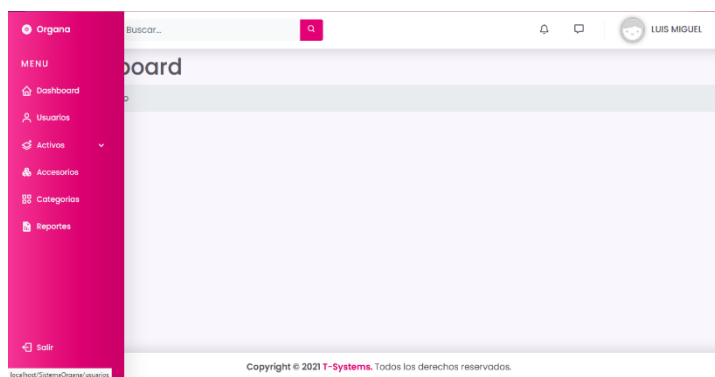 Organa
Buscar...
LUIS MIGUEL
MENU
board
Dashboard
o
Usuarios
Activos
Accesorios
Categorias
Reportes
Salir
Copyright © 2021 T-Systems. Todos los derechos reservados.
localhost/SistemaOrgana/usuarios